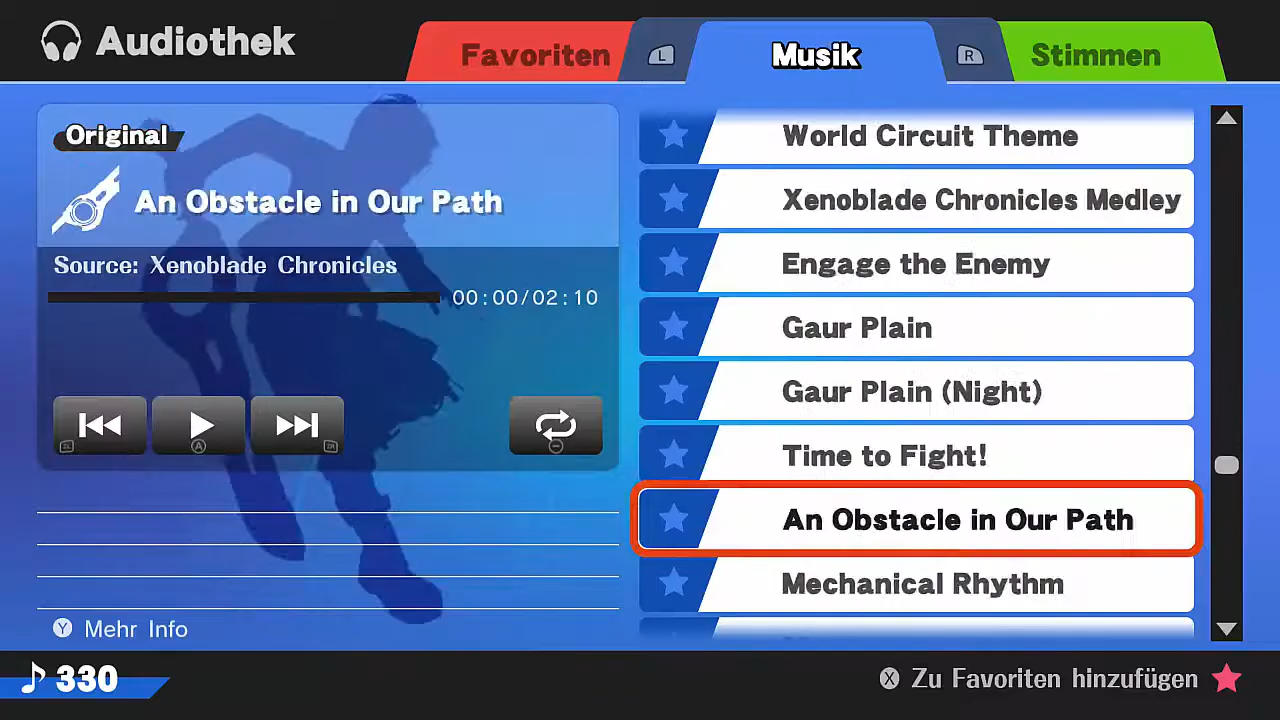 Audiothek
Favoriten
L
Musik
R
Stimmen
Original
An Obstacle in Our Path
Source: Xenoblade Chronicles
00:00/02:10
ZL
A
ZR
Y Mehr Info
World Circuit Theme
Xenoblade Chronicles Medley
Engage the Enemy
Gaur Plain
Gaur Plain (Night)
Time to Fight!
An Obstacle in Our Path
Mechanical Rhythm
330
X Zu Favoriten hinzufügen